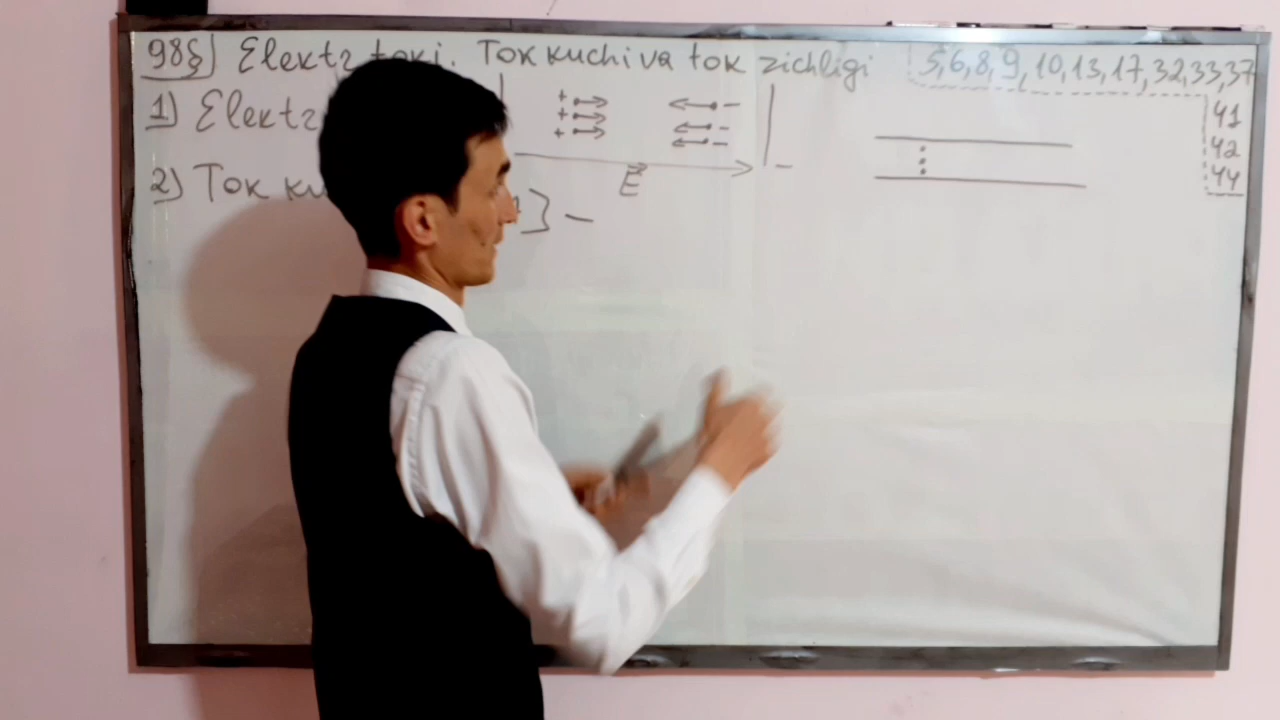 98§) Elektr toki. Tok kuchi va tok zichligi
5,6,8,9,10,13,17,32,33,37
41
42
44
1) Elektr
+ + + - - -
E -
2) Tok ku ] -